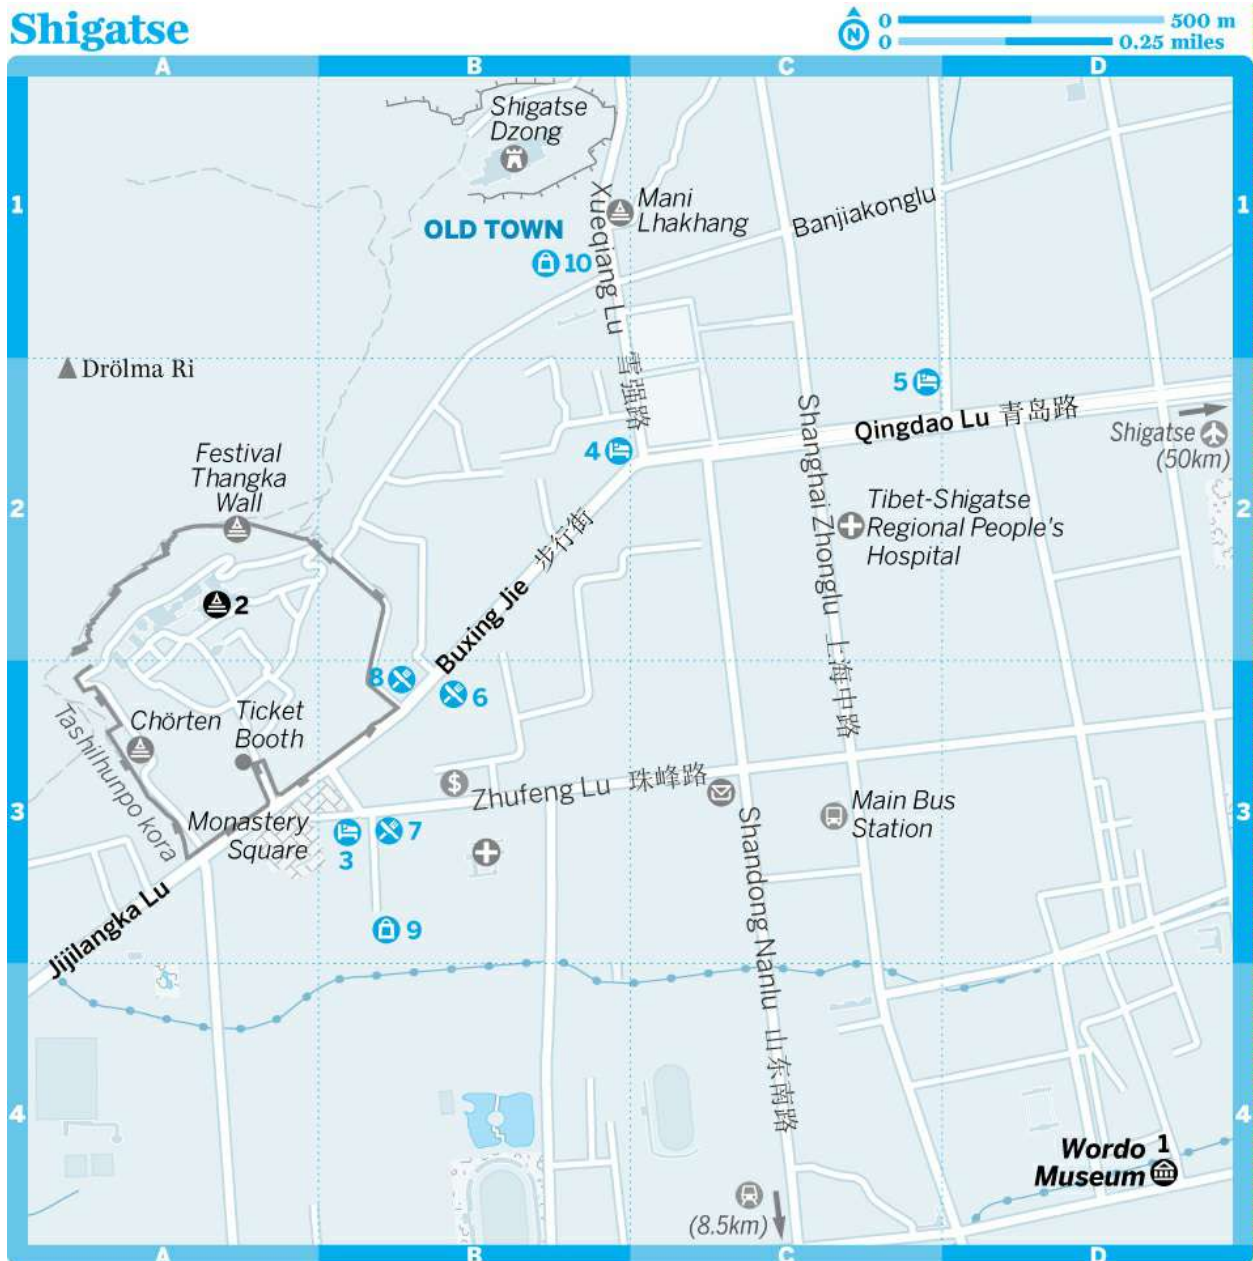 Shigatse
N
0 500 m
0 0.25 miles
A B C D
1 1
Shigatse
Dzong
Mani
Lhakhang
Xueqiang Lu 雪强路
Banjiakonglu
OLD TOWN
10
Drölma Ri
5
Shanghai Zhonglu 上海中路
Qingdao Lu 青岛路
Shigatse
(50km)
4
Festival
Thangka
Wall
2 2
Tibet-Shigatse
Regional People's
Hospital
Buxing Jie 步行街
2
8
6
Chörten
Ticket
Booth
Tashilhunpo kora
$
Zhufeng Lu 珠峰路
3 3
Monastery
Square
3
7
Main Bus
Station
Shandong Nanlu 山东南路
Jijilangka Lu
9
4 4
Wordo 1
Museum
(8.5km)
A B C D